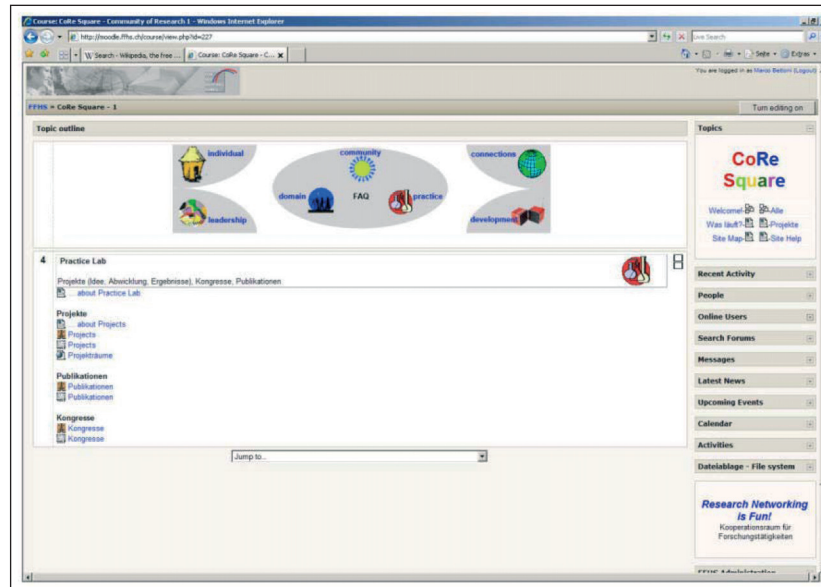 Course: CoRe Square - Community of Research 1 - Windows Internet Explorer
http://moodle.ffhs.ch/course/view.php?id=227
Live Search
Search - Wikipedia, the free ...
Course: CoRe Square - C...
Seite
Extras
You are logged in as Marco Bettoni (Logout)
FFHS » CoRe Square - 1
Turn editing on
Topic outline
individual
community
connections
domain
FAQ
practice
leadership
development
4
Practice Lab
Projekte (Idee, Abwicklung, Ergebnisse), Kongresse, Publikationen
... about Practice Lab
Projekte
... about Projects
Projects
Projects
Projekträume
Publikationen
Publikationen
Publikationen
Kongresse
Kongresse
Kongresse
Jump to...
Topics
CoRe
Square
Welcome! Alle
Was läuft? Projekte
Site Map Site Help
Recent Activity
People
Online Users
Search Forums
Messages
Latest News
Upcoming Events
Calendar
Activities
Dateiablage - File system
Research Networking
is Fun!
Kooperationsraum für
Forschungstätigkeiten
FFHS Administration